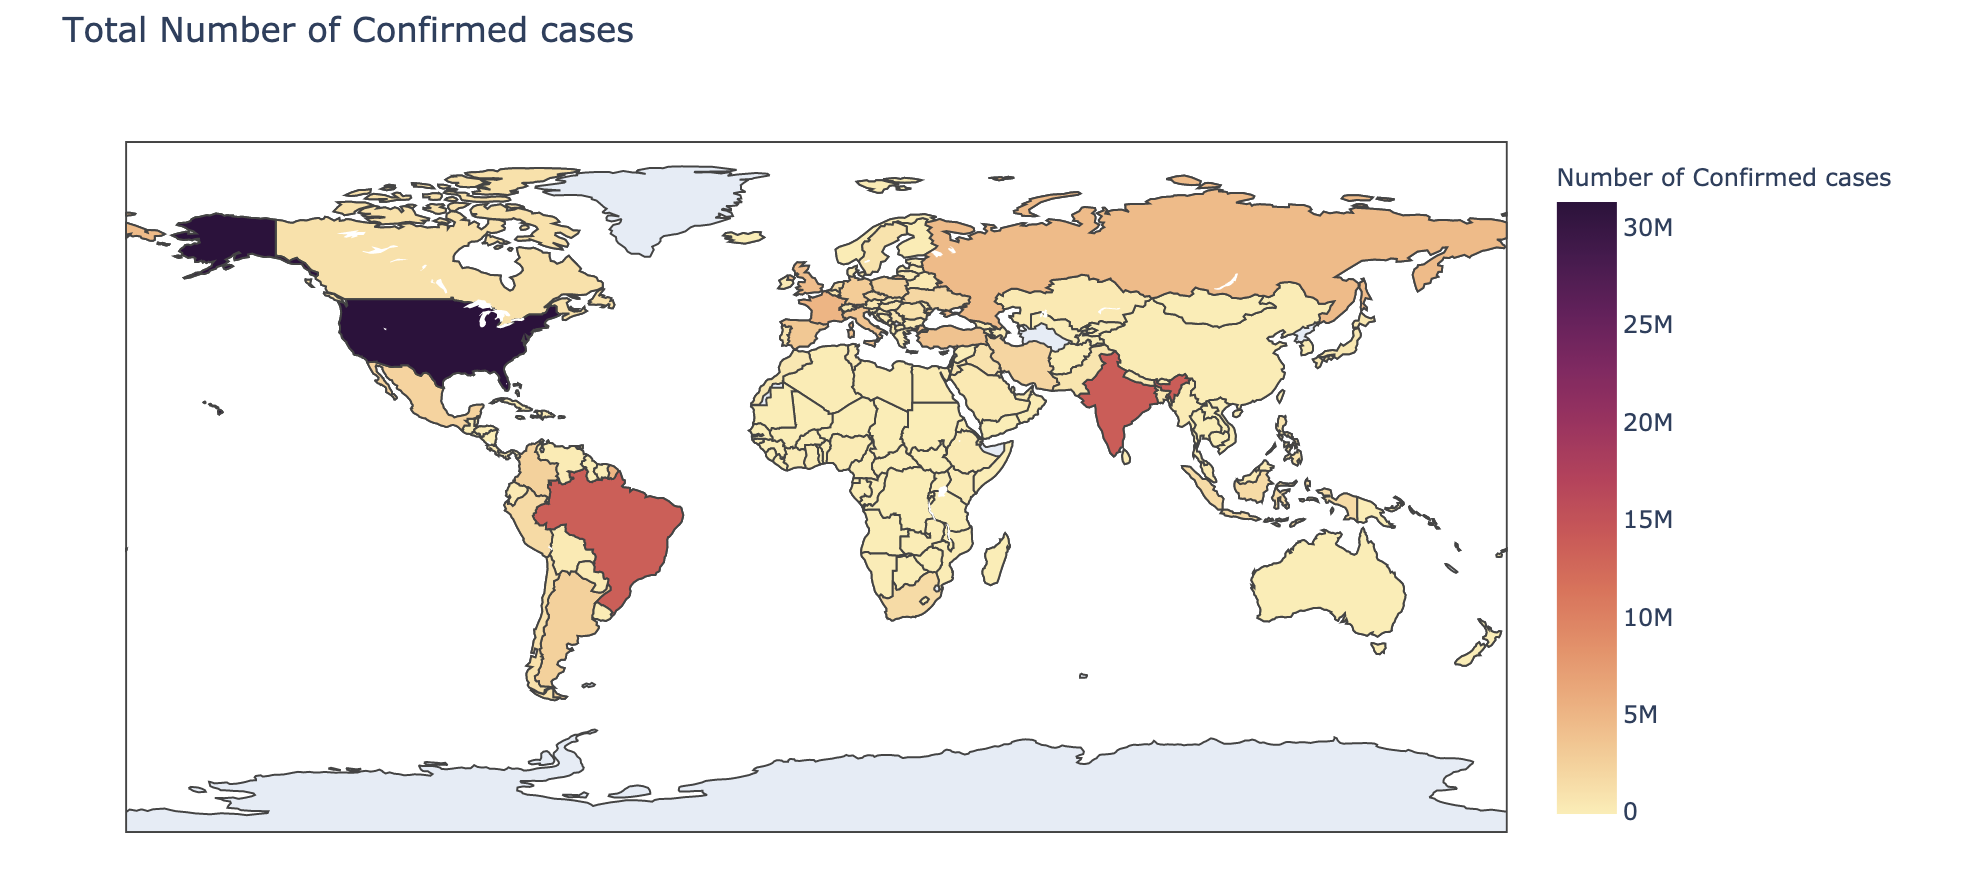 Total Number of Confirmed cases
Number of Confirmed cases
30M
25M
20M
15M
10M
5M
0